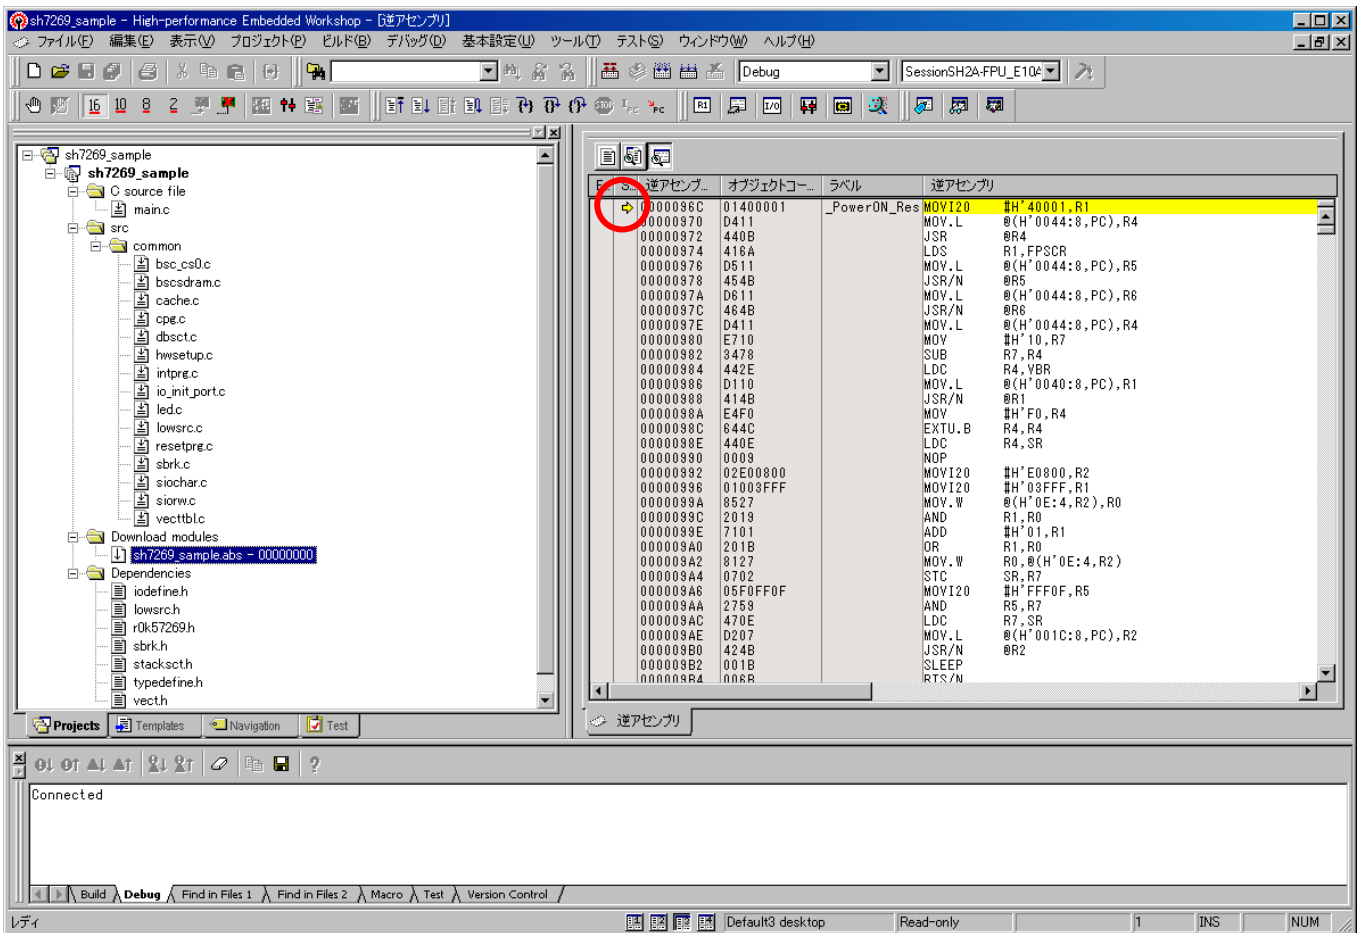 sh7269_sample - High-performance Embedded Workshop - [逆アセンブリ]
ファイル(F) 編集(E) 表示(V) プロジェクト(P) ビルド(B) デバッグ(D) 基本設定(U) ツール(T) テスト(S) ウィンドウ(W) ヘルプ(H)
Debug SessionSH2A-FPU_E10A
16 10 8 2
sh7269_sample
sh7269_sample
C source file
main.c
src
common
bsc_cs0.c
bscsdram.c
cache.c
cpg.c
dbsct.c
hwsetup.c
intprg.c
io_init_port.c
led.c
lowsrc.c
resetprg.c
sbrk.c
siochar.c
siorw.c
vecttbl.c
Download modules
sh7269_sample.abs - 00000000
Dependencies
iodefine.h
lowsrc.h
r0k57269.h
sbrk.h
stacksct.h
typedefine.h
vect.h
Projects Templates Navigation Test
E... S... 逆アセンブ... オブジェクトコー... ラベル 逆アセンブリ
0000096C 01400001 _PowerON_Res MOVI20 #H'40001,R1
00000970 D411 MOV.L @(H'0044:8,PC),R4
00000972 440B JSR @R4
00000974 416A LDS R1,FPSCR
00000976 D511 MOV.L @(H'0044:8,PC),R5
00000978 454B JSR/N @R5
0000097A D611 MOV.L @(H'0044:8,PC),R6
0000097C 464B JSR/N @R6
0000097E D411 MOV.L @(H'0044:8,PC),R4
00000980 E710 MOV #H'10,R7
00000982 3478 SUB R7,R4
00000984 442E LDC R4,VBR
00000986 D110 MOV.L @(H'0040:8,PC),R1
00000988 414B JSR/N @R1
0000098A E4F0 MOV #H'F0,R4
0000098C 644C EXTU.B R4,R4
0000098E 440E LDC R4,SR
00000990 0009 NOP
00000992 02E00800 MOVI20 #H'E0800,R2
00000996 01003FFF MOVI20 #H'03FFF,R1
0000099A 8527 MOV.W @(H'0E:4,R2),R0
0000099C 2019 AND R1,R0
0000099E 7101 ADD #H'01,R1
000009A0 201B OR R1,R0
000009A2 8127 MOV.W R0,@(H'0E:4,R2)
000009A4 0702 STC SR,R7
000009A6 05F0FF0F MOVI20 #H'FFF0F,R5
000009AA 2759 AND R5,R7
000009AC 470E LDC R7,SR
000009AE D207 MOV.L @(H'001C:8,PC),R2
000009B0 424B JSR/N @R2
000009B2 001B SLEEP
000009B4 006B RTS/N
逆アセンブリ
Connected
Build Debug Find in Files 1 Find in Files 2 Macro Test Version Control
レディ Default3 desktop Read-only 1 INS NUM